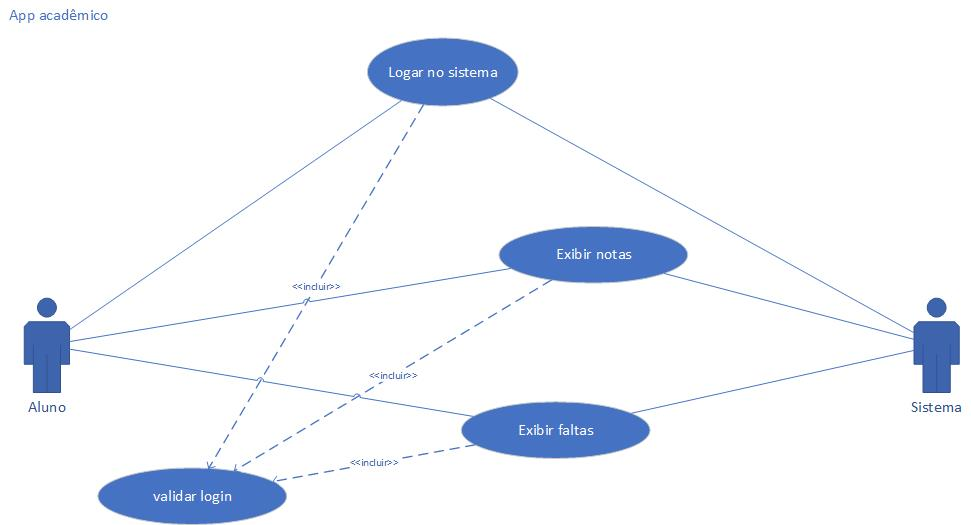 App acadêmico
Logar no sistema
Exibir notas
<<incluir>>
<<incluir>>
Aluno
Sistema
Exibir faltas
<<incluir>>
validar login